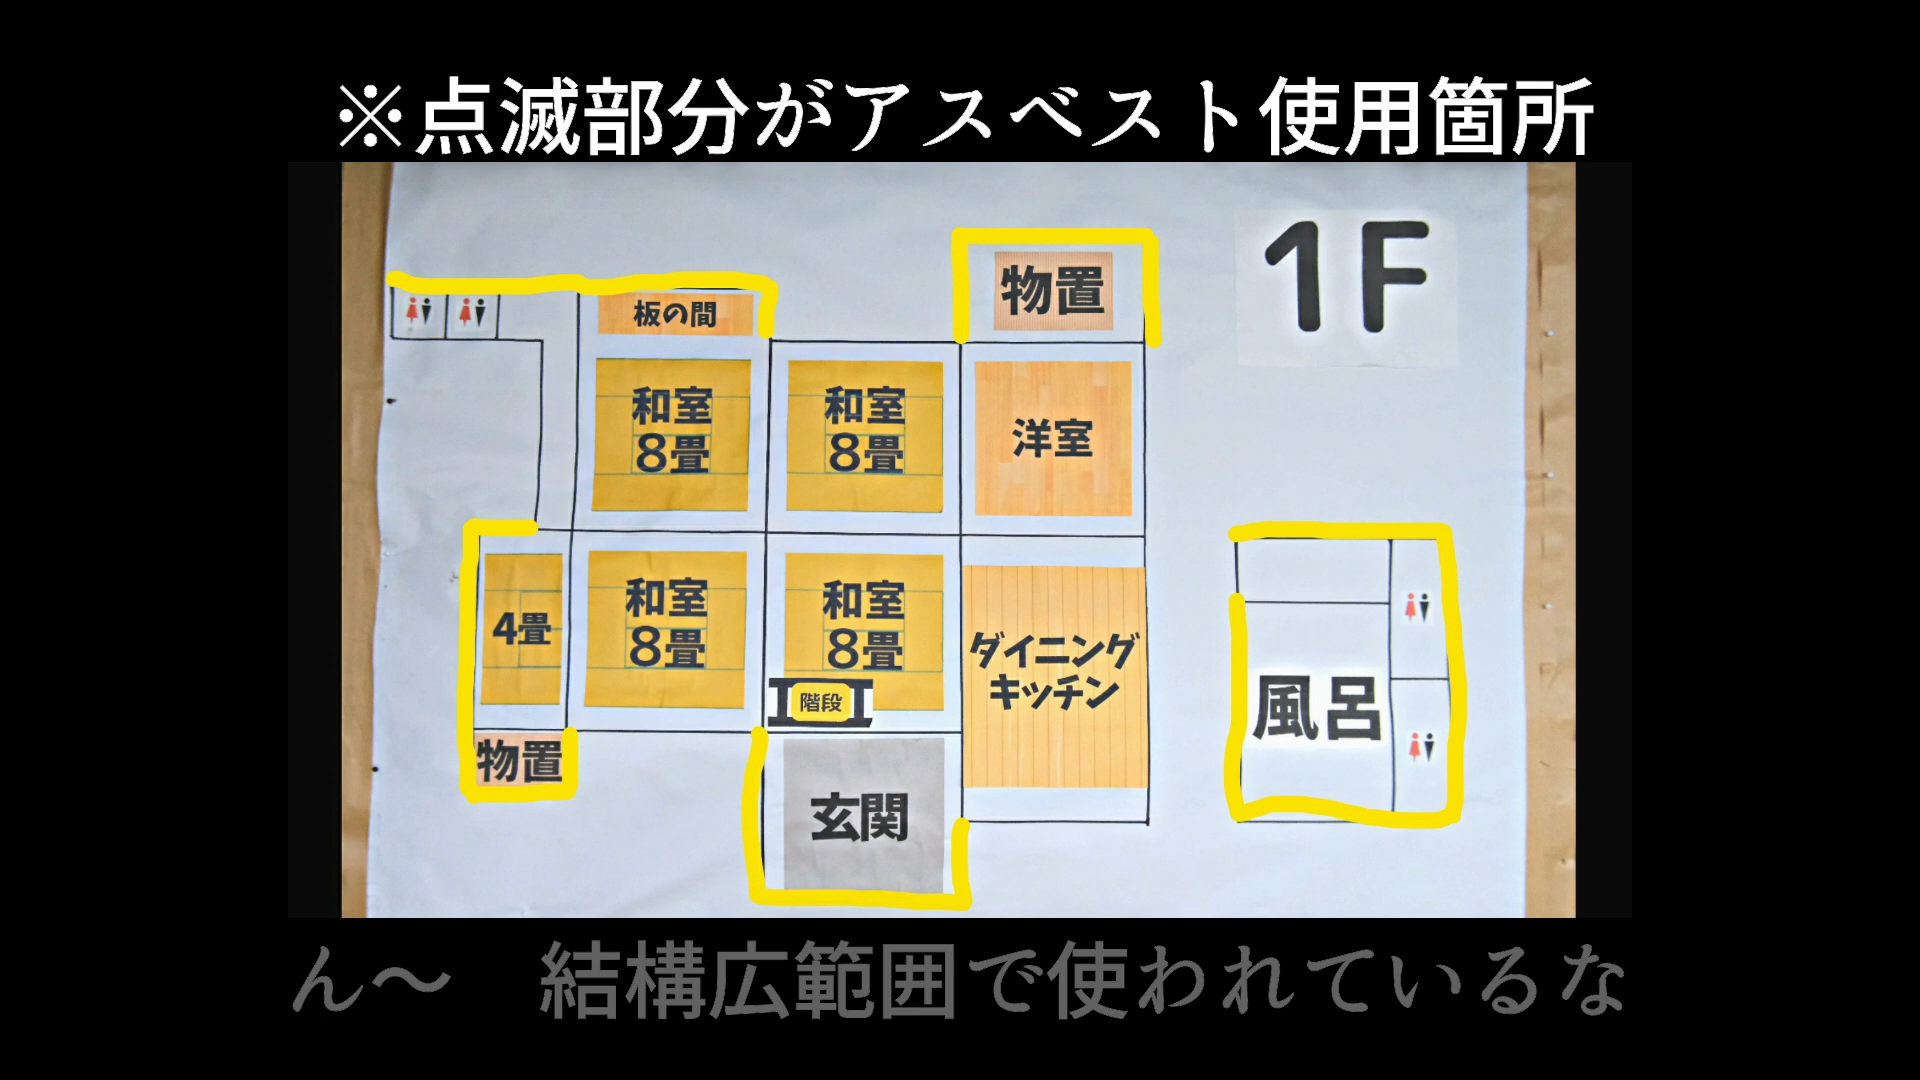 ※点滅部分がアスベスト使用箇所
1F
物置
板の間
和室
8畳
和室
8畳
洋室
4畳
和室
8畳
和室
8畳
階段
ダイニング
キッチン
物置
玄関
風呂
ん〜　結構広範囲で使われているな